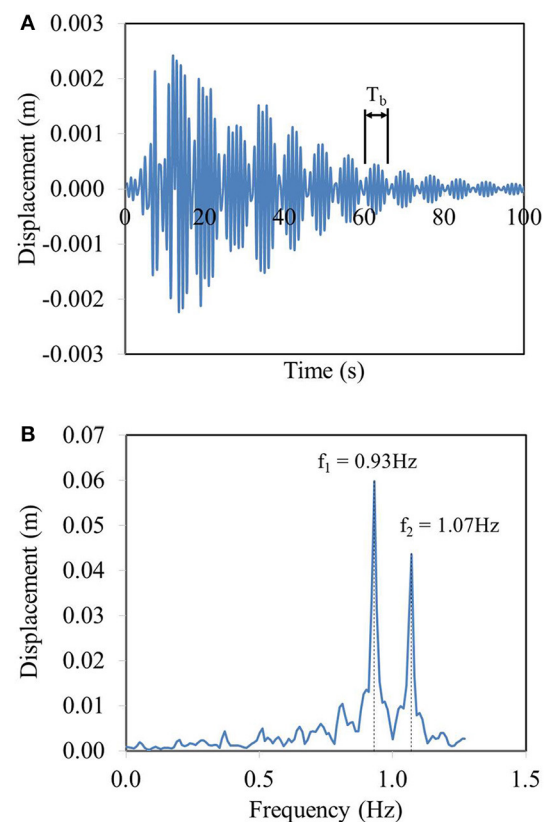 A
0.003
0.002
0.001
0.000
-0.001
-0.002
-0.003
Displacement (m)
T_b
0 20 40 60 80 100
Time (s)
B
0.07
0.06
0.05
0.04
0.03
0.02
0.01
0.00
Displacement (m)
f₁ = 0.93Hz
f₂ = 1.07Hz
0.0 0.5 1.0 1.5
Frequency (Hz)